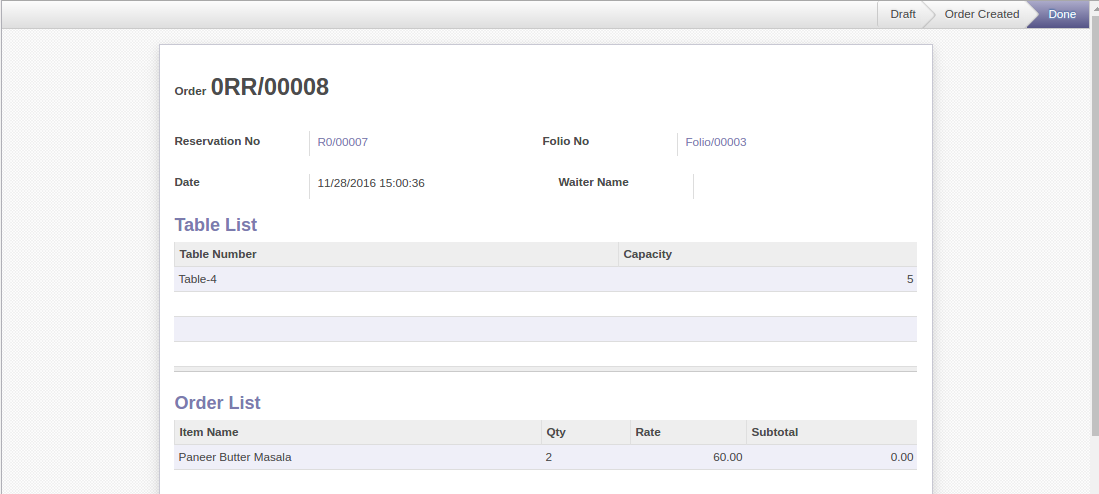 Draft Order Created Done
Order 0RR/00008
Reservation No R0/00007 Folio No Folio/00003
Date 11/28/2016 15:00:36 Waiter Name
Table List
Table Number Capacity
Table-4 5
Order List
Item Name Qty Rate Subtotal
Paneer Butter Masala 2 60.00 0.00